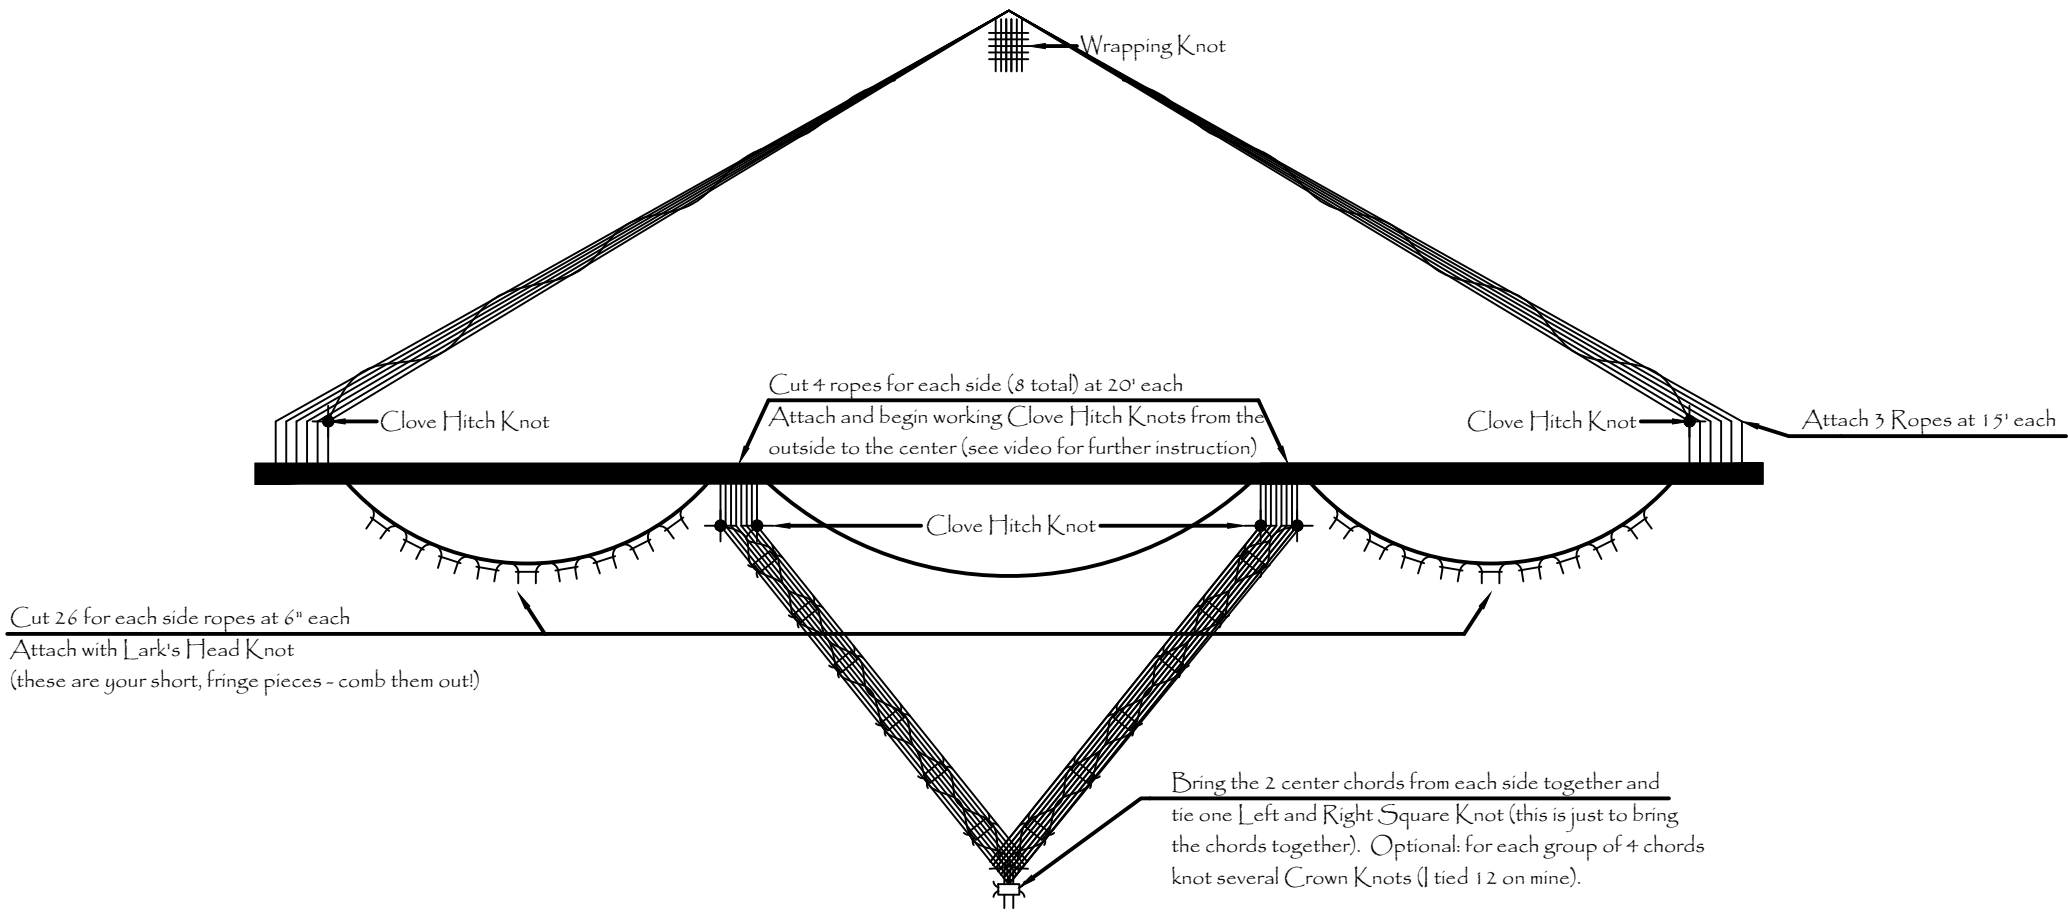 Wrapping Knot
Cut 4 ropes for each side (8 total) at 20' each
Attach and begin working Clove Hitch Knots from the
outside to the center (see video for further instruction)
Clove Hitch Knot
Clove Hitch Knot
Attach 3 Ropes at 15' each
Clove Hitch Knot
Cut 26 for each side ropes at 6" each
Attach with Lark's Head Knot
(these are your short, fringe pieces - comb them out!)
Bring the 2 center chords from each side together and
tie one Left and Right Square Knot (this is just to bring
the chords together). Optional: for each group of 4 chords
knot several Crown Knots (I tied 12 on mine).